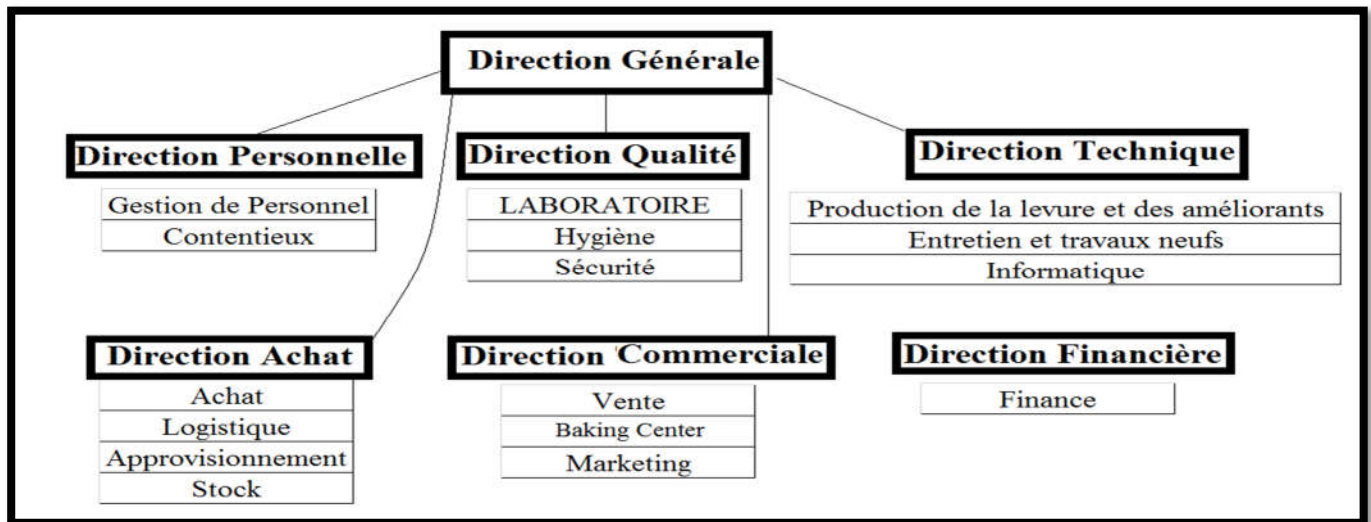 Direction Générale
Direction Personnelle
Gestion de Personnel
Contentieux
Direction Qualité
LABORATOIRE
Hygiène
Sécurité
Direction Technique
Production de la levure et des améliorants
Entretien et travaux neufs
Informatique
Direction Achat
Achat
Logistique
Approvisionnement
Stock
Direction Commerciale
Vente
Baking Center
Marketing
Direction Financière
Finance